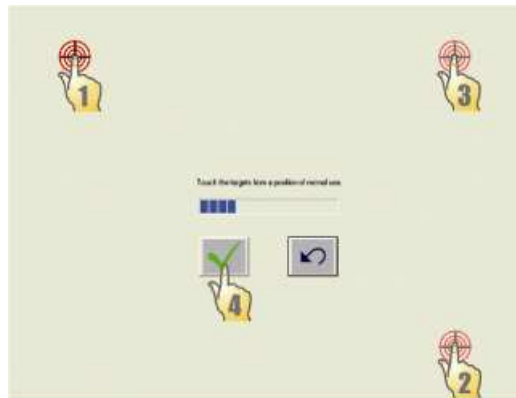 1
3
Touch the targets from a position of normal use.
4
2